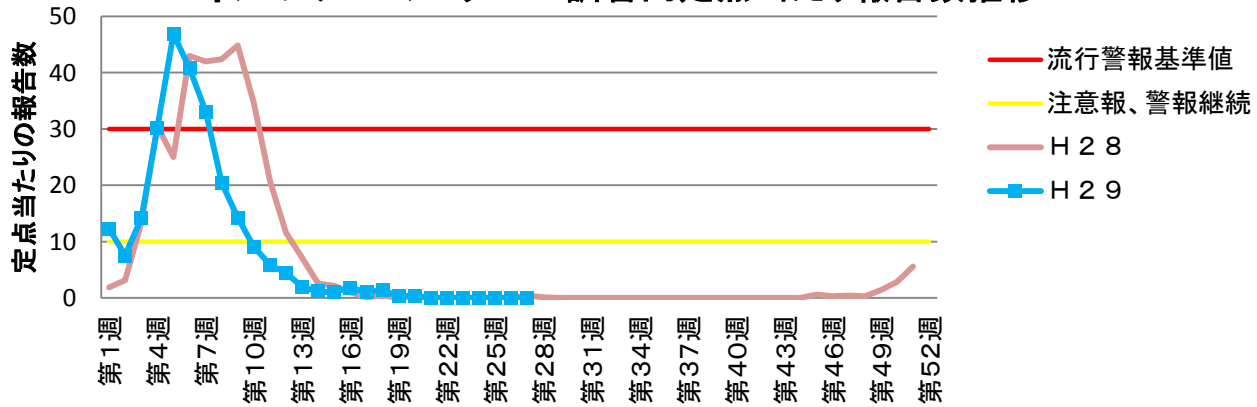 50
40
30
20
10
0
定点当たりの報告数
第1週
第4週
第7週
第10週
第13週
第16週
第19週
第22週
第25週
第28週
第31週
第34週
第37週
第40週
第43週
第46週
第49週
第52週
流行警報基準値
注意報、警報継続
Ｈ２８
Ｈ２９